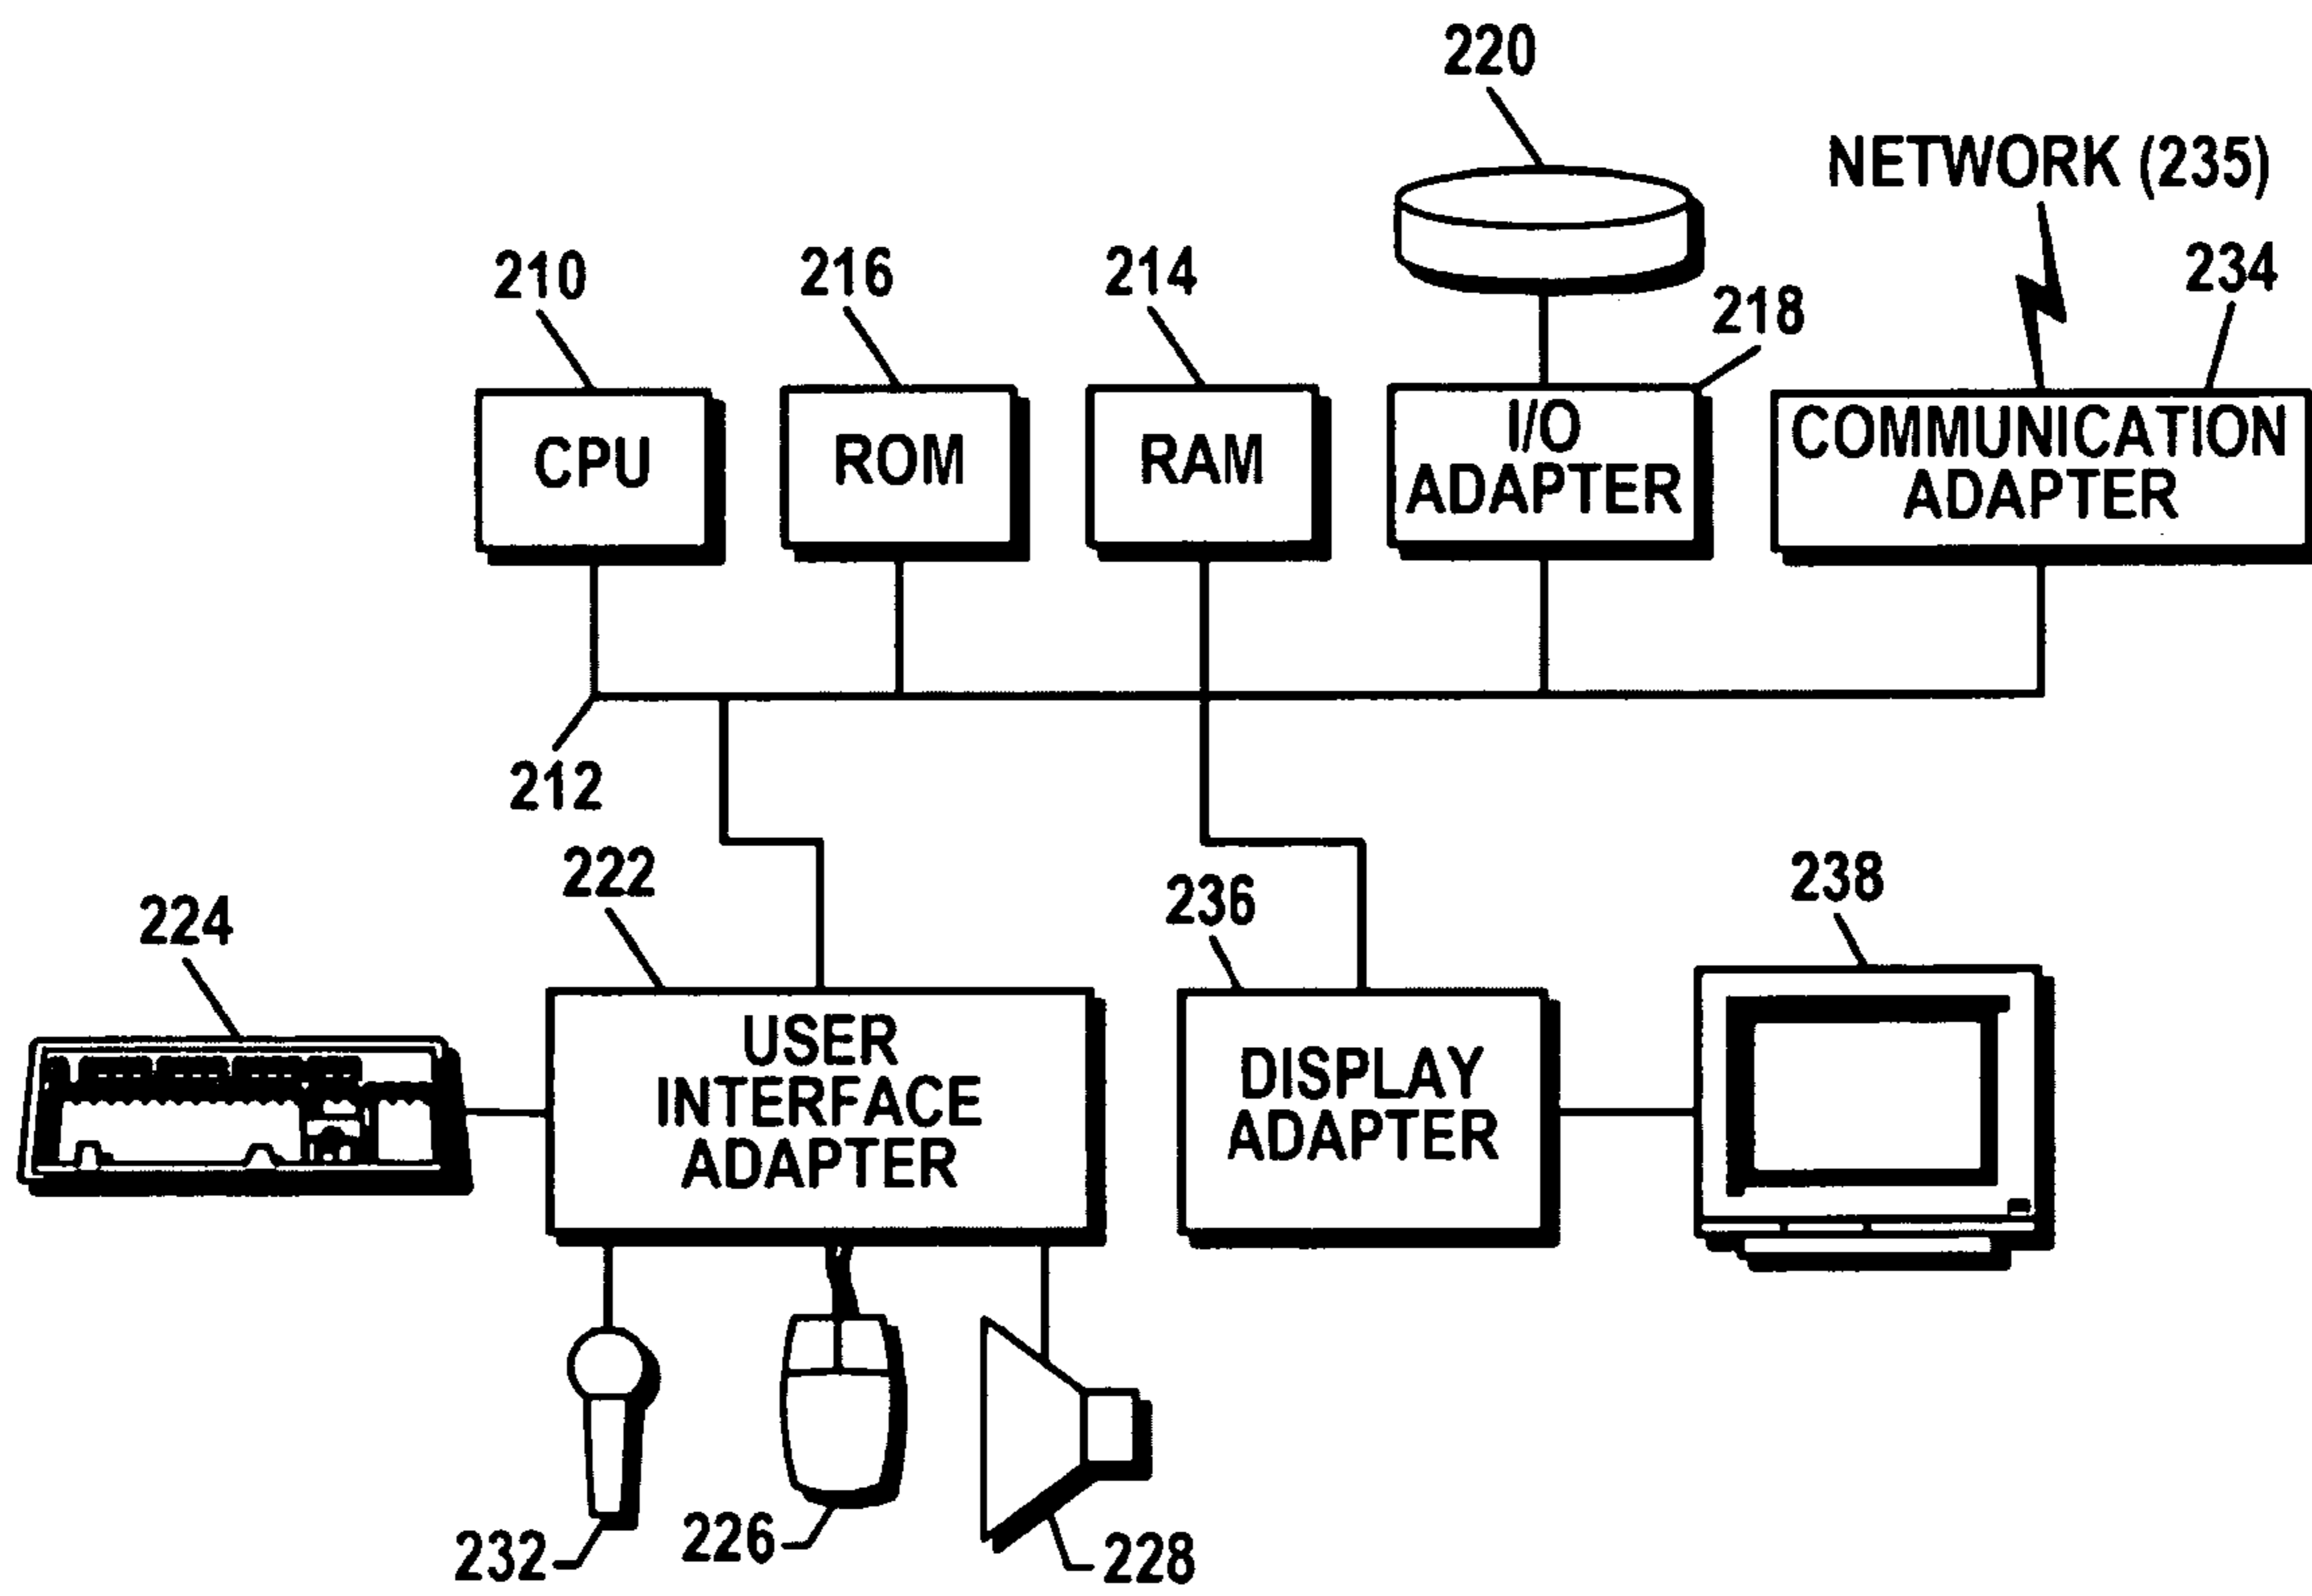 220
NETWORK (235)
210
216
214
218
234
CPU
ROM
RAM
I/O
ADAPTER
COMMUNICATION
ADAPTER
212
222
236
238
224
USER
INTERFACE
ADAPTER
DISPLAY
ADAPTER
232
226
228